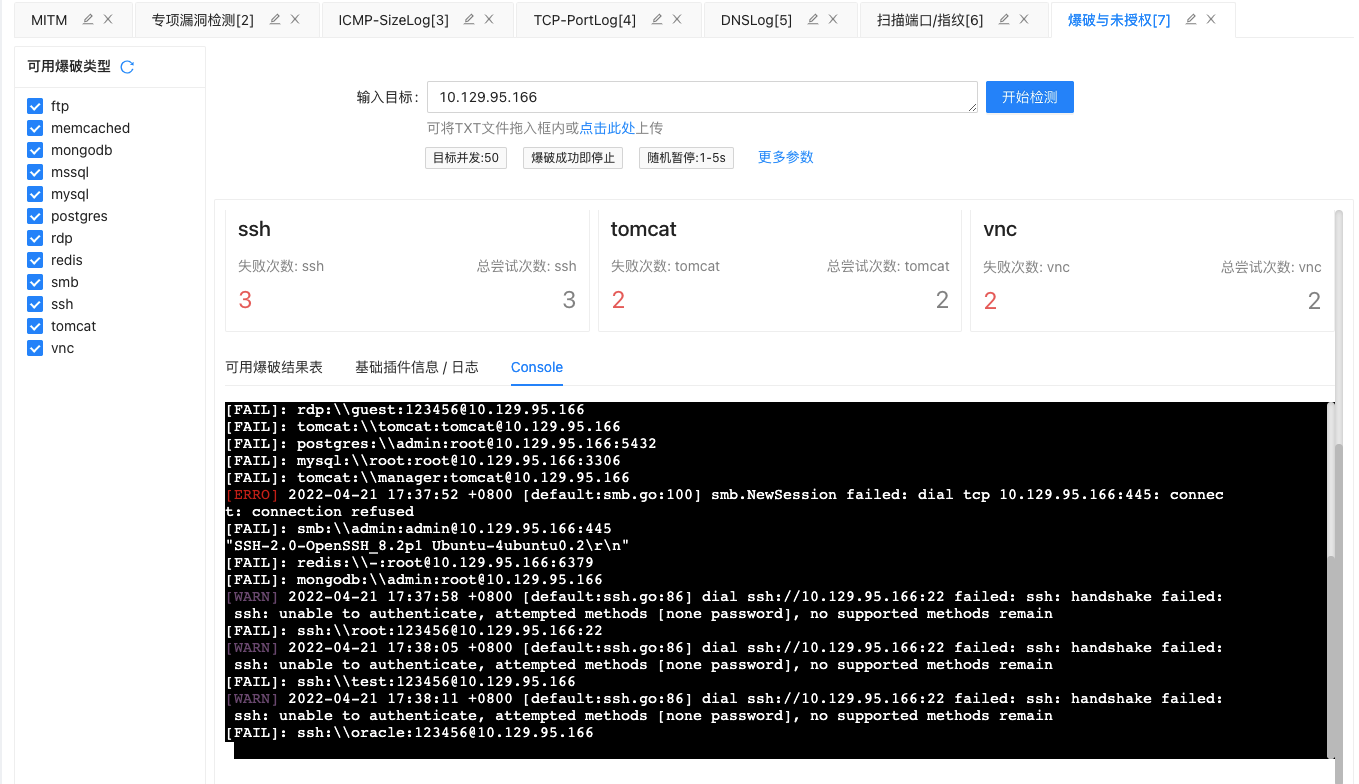 MITM
专项漏洞检测[2]
ICMP-SizeLog[3]
TCP-PortLog[4]
DNSLog[5]
扫描端口/指纹[6]
爆破与未授权[7]
可用爆破类型
ftp
memcached
mongodb
mssql
mysql
postgres
rdp
redis
smb
ssh
tomcat
vnc
输入目标:
10.129.95.166
开始检测
可将TXT文件拖入框内或点击此处上传
目标并发:50
爆破成功即停止
随机暂停:1-5s
更多参数
ssh
失败次数: ssh
总尝试次数: ssh
3
3
tomcat
失败次数: tomcat
总尝试次数: tomcat
2
2
vnc
失败次数: vnc
总尝试次数: vnc
2
2
可用爆破结果表
基础插件信息 / 日志
Console
[FAIL]: rdp:\\guest:123456@10.129.95.166
[FAIL]: tomcat:\\tomcat:tomcat@10.129.95.166
[FAIL]: postgres:\\admin:root@10.129.95.166:5432
[FAIL]: mysql:\\root:root@10.129.95.166:3306
[FAIL]: tomcat:\\manager:tomcat@10.129.95.166
[ERRO] 2022-04-21 17:37:52 +0800 [default:smb.go:100] smb.NewSession failed: dial tcp 10.129.95.166:445: connec
t: connection refused
[FAIL]: smb:\\admin:admin@10.129.95.166:445
"SSH-2.0-OpenSSH_8.2p1 Ubuntu-4ubuntu0.2\r\n"
[FAIL]: redis:\\-:root@10.129.95.166:6379
[FAIL]: mongodb:\\admin:root@10.129.95.166
[WARN] 2022-04-21 17:37:58 +0800 [default:ssh.go:86] dial ssh://10.129.95.166:22 failed: ssh: handshake failed:
ssh: unable to authenticate, attempted methods [none password], no supported methods remain
[FAIL]: ssh:\\root:123456@10.129.95.166:22
[WARN] 2022-04-21 17:38:05 +0800 [default:ssh.go:86] dial ssh://10.129.95.166:22 failed: ssh: handshake failed:
ssh: unable to authenticate, attempted methods [none password], no supported methods remain
[FAIL]: ssh:\\test:123456@10.129.95.166
[WARN] 2022-04-21 17:38:11 +0800 [default:ssh.go:86] dial ssh://10.129.95.166:22 failed: ssh: handshake failed:
ssh: unable to authenticate, attempted methods [none password], no supported methods remain
[FAIL]: ssh:\\oracle:123456@10.129.95.166